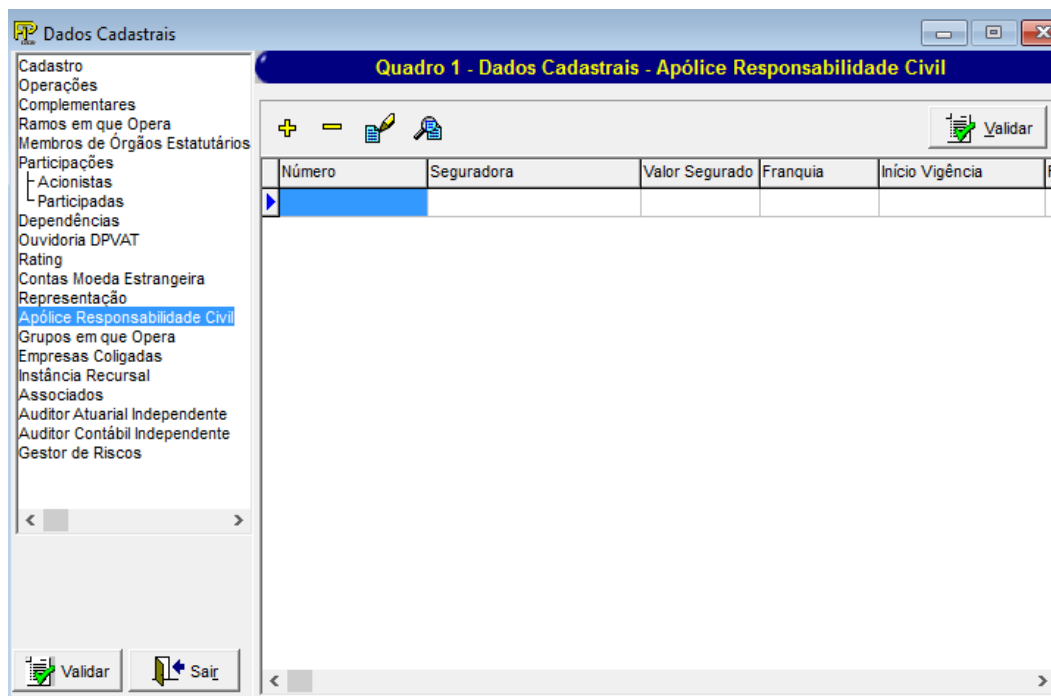 Dados Cadastrais
Cadastro
Operações
Complementares
Ramos em que Opera
Membros de Órgãos Estatutários
Participações
Acionistas
Participadas
Dependências
Ouvidoria DPVAT
Rating
Contas Moeda Estrangeira
Representação
Apólice Responsabilidade Civil
Grupos em que Opera
Empresas Coligadas
Instância Recursal
Associados
Auditor Atuarial Independente
Auditor Contábil Independente
Gestor de Riscos
Validar Sair
Quadro 1 - Dados Cadastrais - Apólice Responsabilidade Civil
Validar
Número Seguradora Valor Segurado Franquia Início Vigência